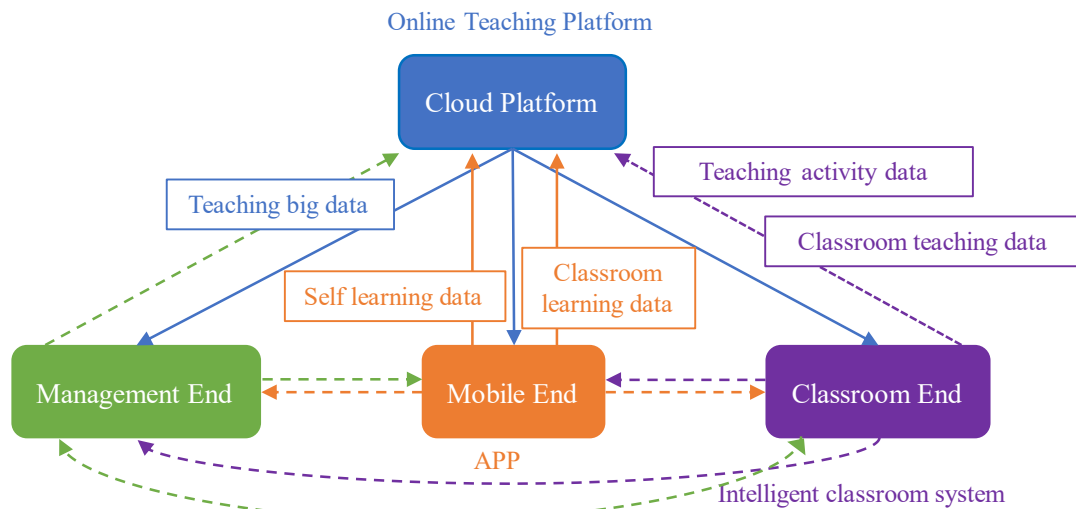 Online Teaching Platform
Cloud Platform
Teaching activity data
Teaching big data
Classroom teaching data
Self learning data
Classroom
learning data
Management End
Mobile End
Classroom End
APP
Intelligent classroom system